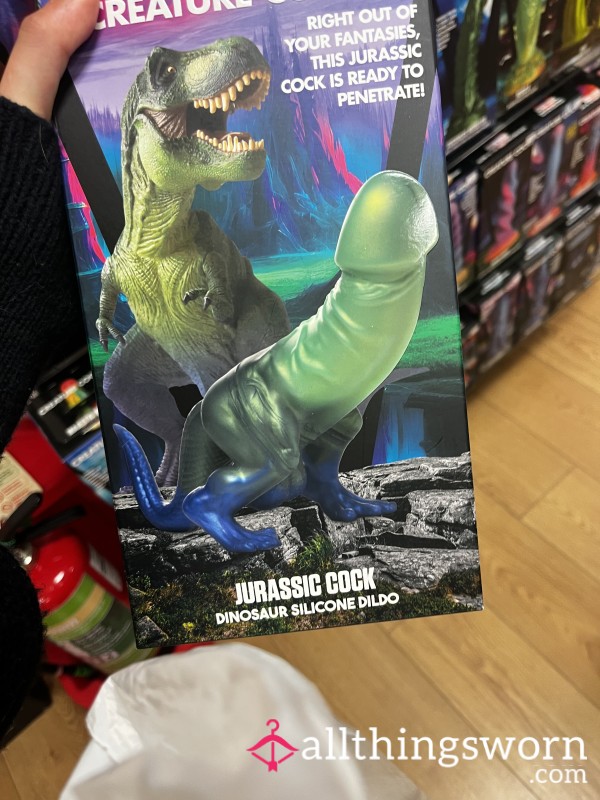 CREATURE
RIGHT OUT OF
YOUR FANTASIES,
THIS JURASSIC
COCK IS READY TO
PENETRATE!
JURASSIC COCK
DINOSAUR SILICONE DILDO
allthingsworn
.com